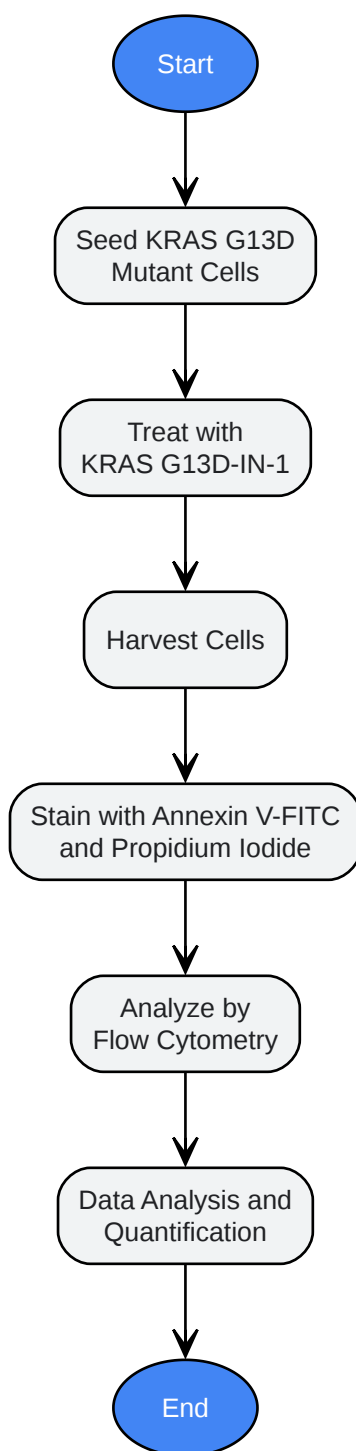 Start
Seed KRAS G13D
Mutant Cells
Treat with
KRAS G13D-IN-1
Harvest Cells
Stain with Annexin V-FITC
and Propidium Iodide
Analyze by
Flow Cytometry
Data Analysis and
Quantification
End